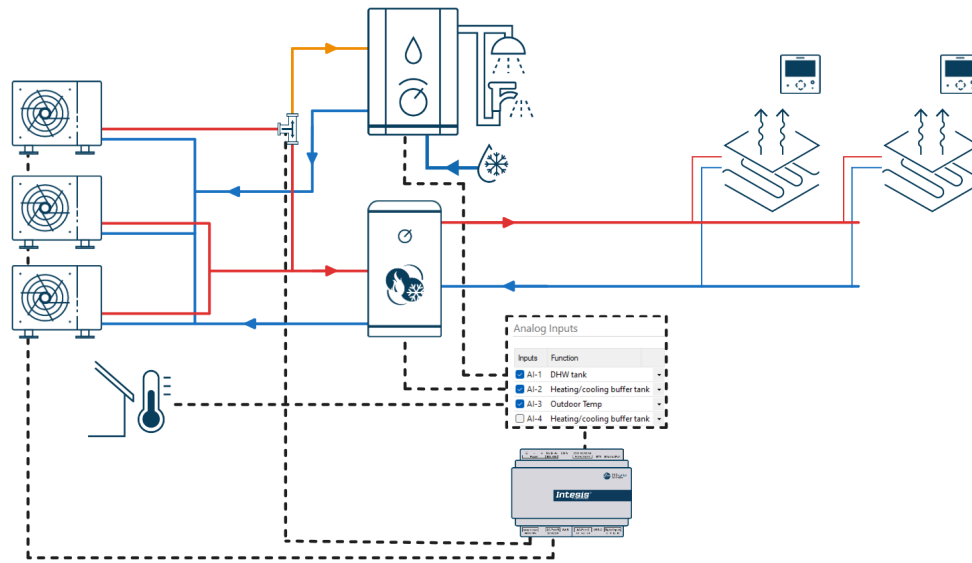 Analog Inputs
Inputs Function
AI-1 DHW tank
AI-2 Heating/cooling buffer tank
AI-3 Outdoor Temp
AI-4 Heating/cooling buffer tank
Intesis